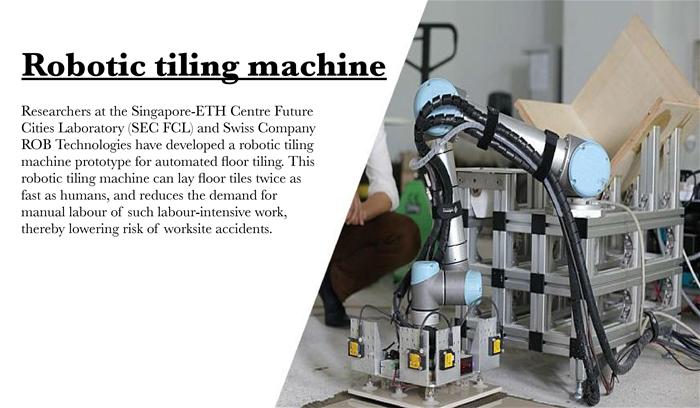 Robotic tiling machine
Researchers at the Singapore-ETH Centre Future
Cities Laboratory (SEC FCL) and Swiss Company
ROB Technologies have developed a robotic tiling
machine prototype for automated floor tiling. This
robotic tiling machine can lay floor tiles twice as
fast as humans, and reduces the demand for
manual labour of such labour-intensive work,
thereby lowering risk of worksite accidents.